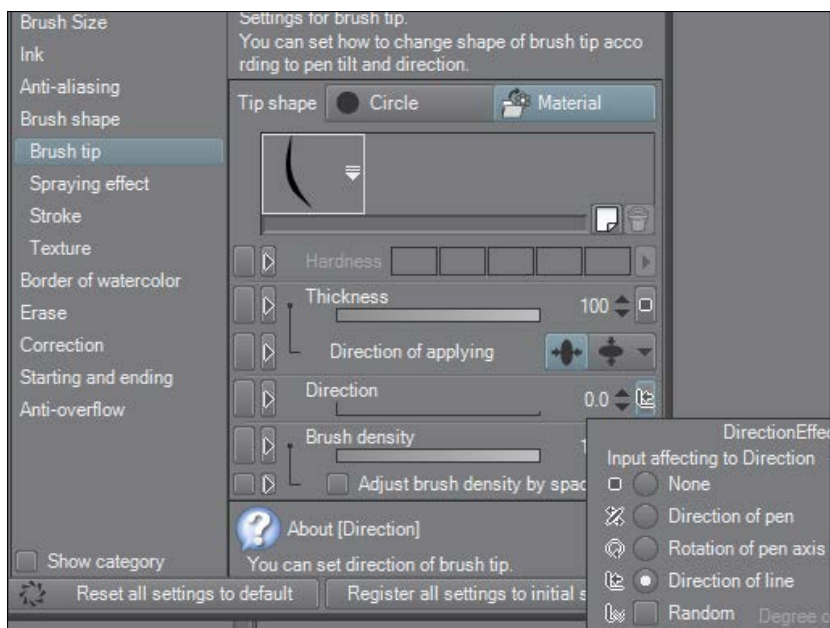 Brush Size
Ink
Anti-aliasing
Brush shape
Brush tip
Spraying effect
Stroke
Texture
Border of watercolor
Erase
Correction
Starting and ending
Anti-overflow
Show category
Settings for brush tip.
You can set how to change shape of brush tip acco
rding to pen tilt and direction.
Tip shape Circle Material
Hardness
Thickness 100
Direction of applying
Direction 0.0
Brush density 1
Adjust brush density by spac
About [Direction]
You can set direction of brush tip.
Reset all settings to default Register all settings to initial s
DirectionEffec
Input affecting to Direction
None
Direction of pen
Rotation of pen axis
Direction of line
Random Degree o